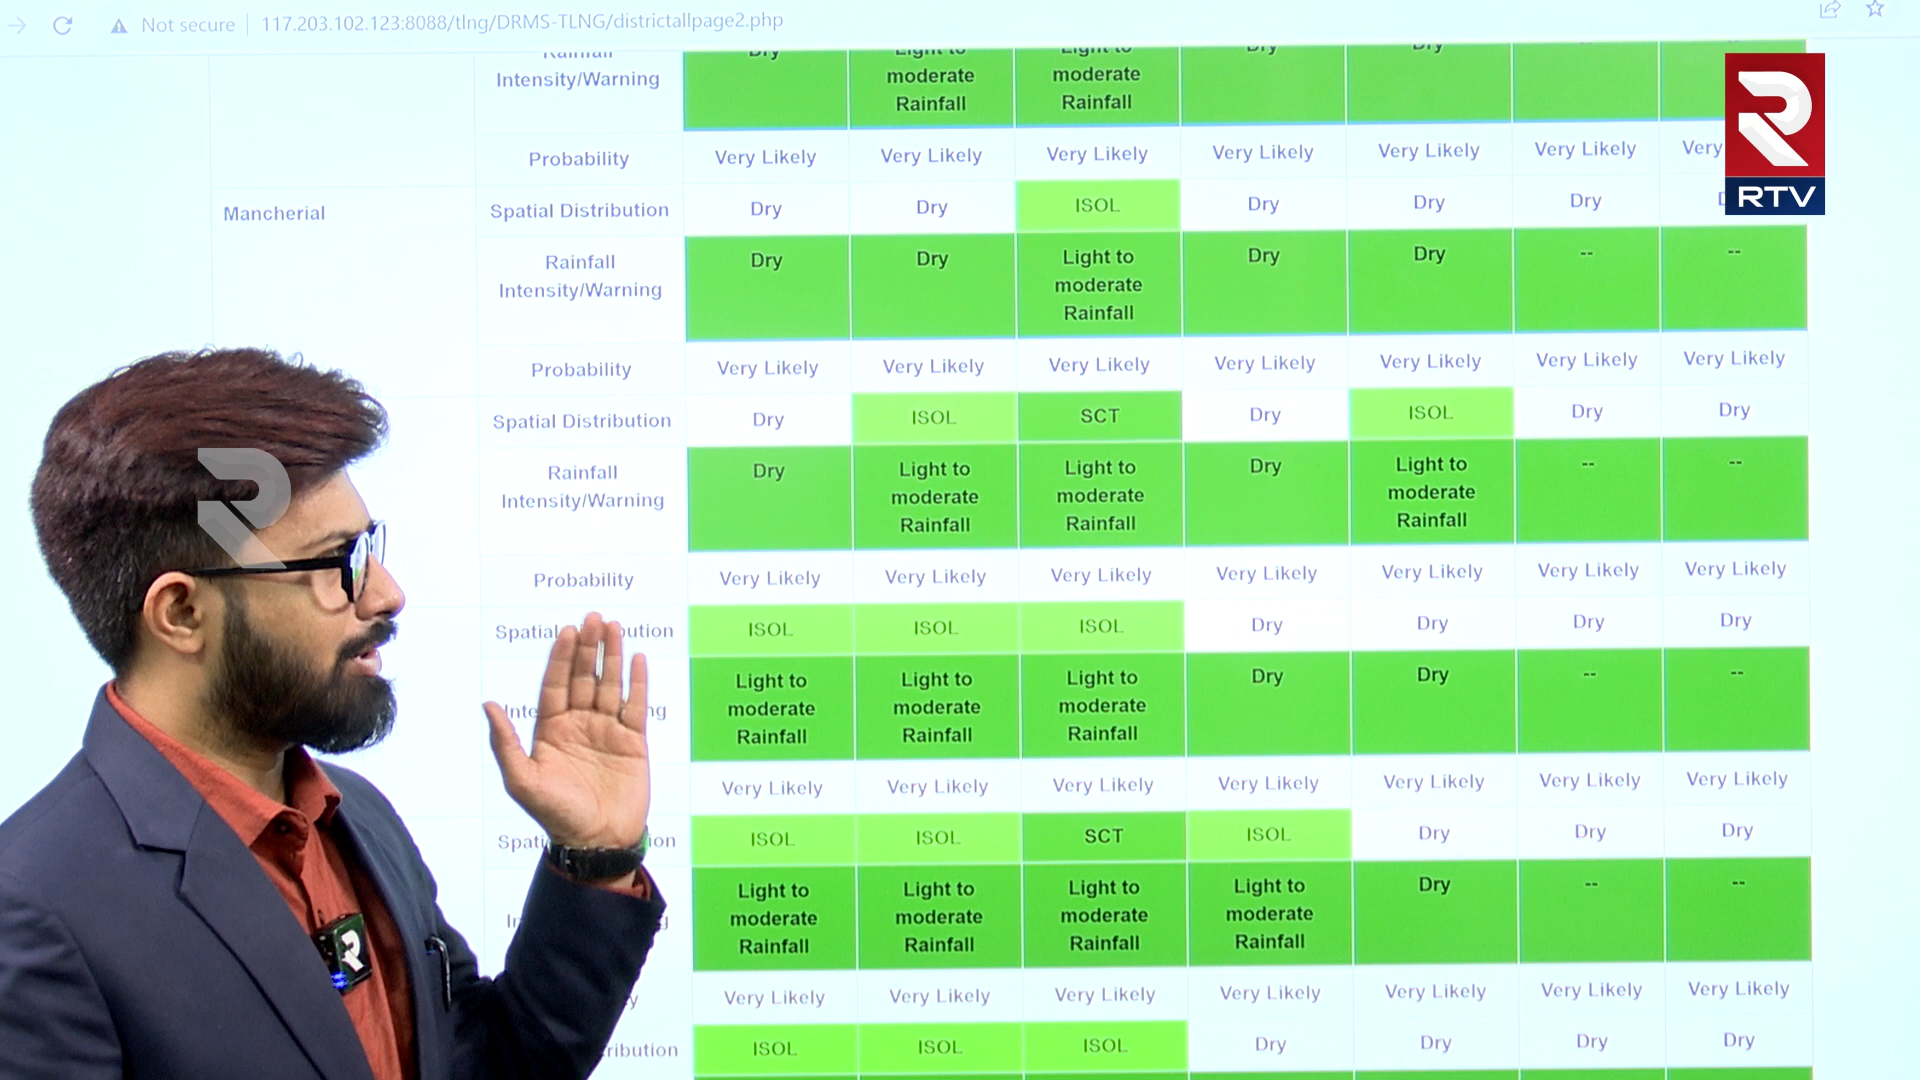 Not secure | 117.203.102.123:8088/tlng/DRMS-TLNG/districtallpage2.php
Rainfall Intensity/Warning Dry Light to moderate Rainfall Light to moderate Rainfall Dry Dry -- --
Probability Very Likely Very Likely Very Likely Very Likely Very Likely Very Likely Very
RTV
Mancherial Spatial Distribution Dry Dry ISOL Dry Dry Dry
Rainfall Intensity/Warning Dry Dry Light to moderate Rainfall Dry Dry -- --
Probability Very Likely Very Likely Very Likely Very Likely Very Likely Very Likely Very Likely
Spatial Distribution Dry ISOL SCT Dry ISOL Dry Dry
Rainfall Intensity/Warning Dry Light to moderate Rainfall Light to moderate Rainfall Dry Light to moderate Rainfall -- --
Probability Very Likely Very Likely Very Likely Very Likely Very Likely Very Likely Very Likely
Spatial ISOL ISOL ISOL Dry Dry Dry Dry
Light to moderate Rainfall Light to moderate Rainfall Light to moderate Rainfall Dry Dry -- --
Very Likely Very Likely Very Likely Very Likely Very Likely Very Likely Very Likely
ISOL ISOL SCT ISOL Dry Dry Dry
Light to moderate Rainfall Light to moderate Rainfall Light to moderate Rainfall Light to moderate Rainfall Dry -- --
Very Likely Very Likely Very Likely Very Likely Very Likely Very Likely Very Likely
ISOL ISOL ISOL Dry Dry Dry Dry